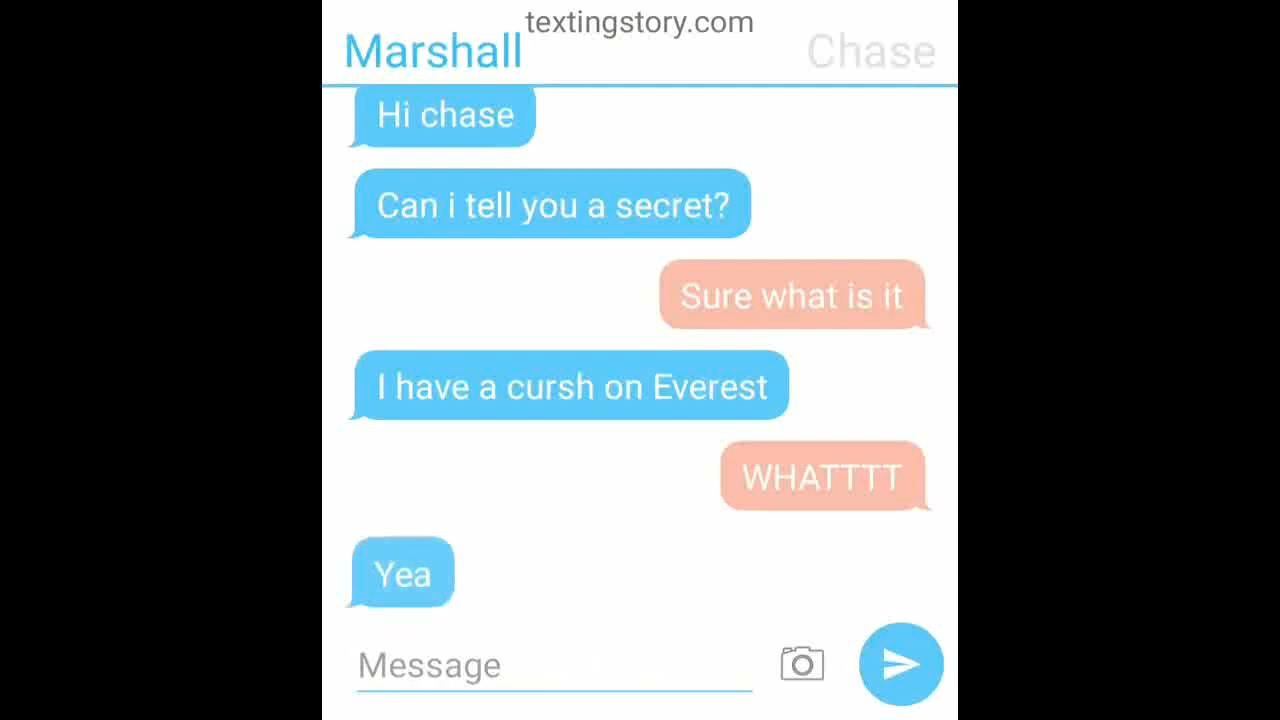 textingstory.com
Marshall Chase
Hi chase
Can i tell you a secret?
Sure what is it
I have a cursh on Everest
WHATTTT
Yea
Message